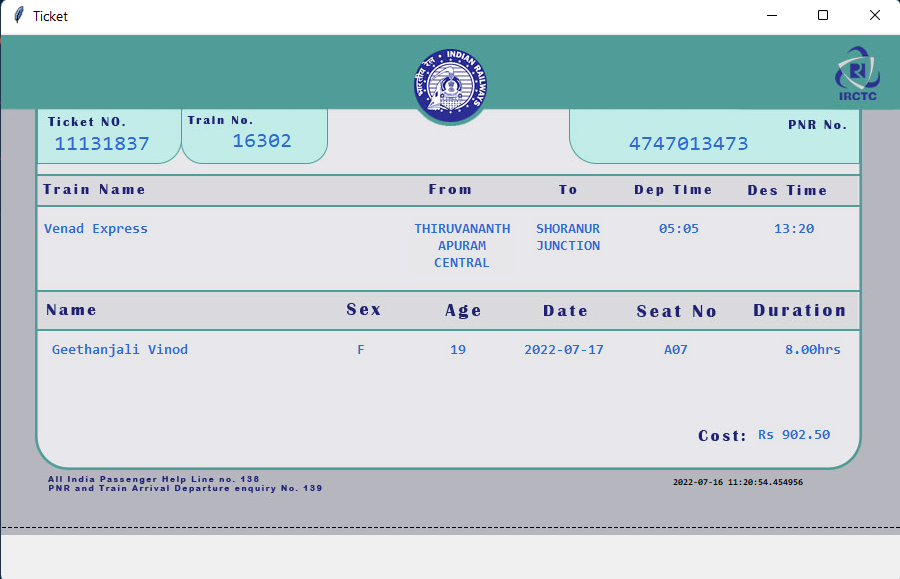 Ticket
भारतीय रेल • INDIAN RAILWAYS
IRCTC
Ticket NO. Train No. PNR No.
11131837 16302 4747013473
Train Name From To Dep Time Des Time
Venad Express THIRUVANANTH SHORANUR 05:05 13:20
APURAM JUNCTION
CENTRAL
Name Sex Age Date Seat No Duration
Geethanjali Vinod F 19 2022-07-17 A07 8.00hrs
Cost: Rs 902.50
All India Passenger Help Line no. 138
PNR and Train Arrival Departure enquiry No. 139
2022-07-16 11:20:54.454956